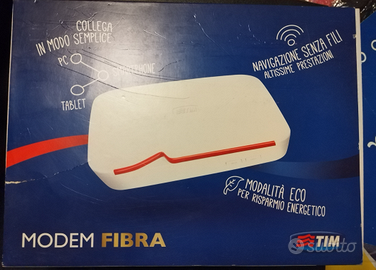 COLLEGA
IN MODO SEMPLICE
PC
TABLET
NAVIGAZIONE SENZA FILI
ALTISSIME PRESTAZIONI
MODALITÀ ECO
PER RISPARMIO ENERGETICO
MODEM FIBRA
TIM
subito